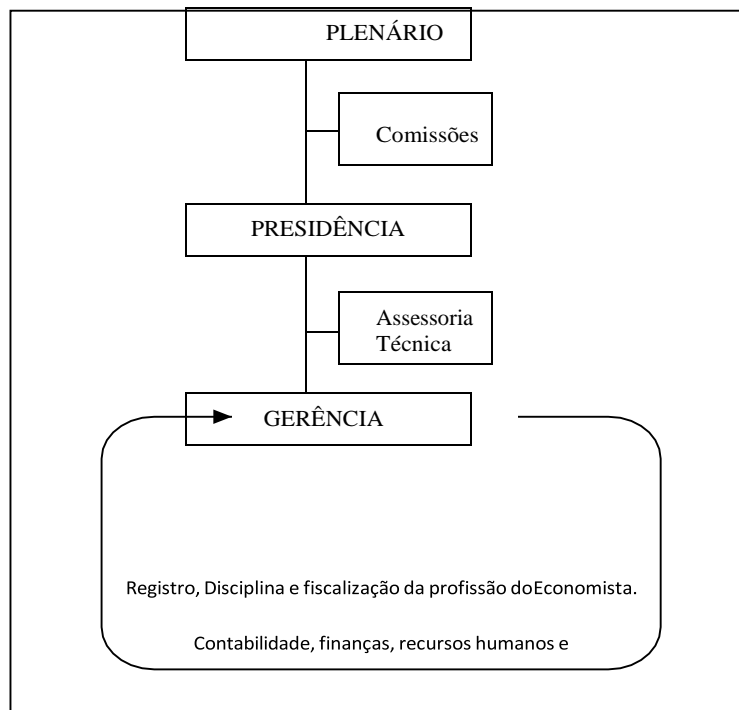 PLENÁRIO
Comissões
PRESIDÊNCIA
Assessoria
Técnica
GERÊNCIA
Registro, Disciplina e fiscalização da profissão doEconomista.
Contabilidade, finanças, recursos humanos e